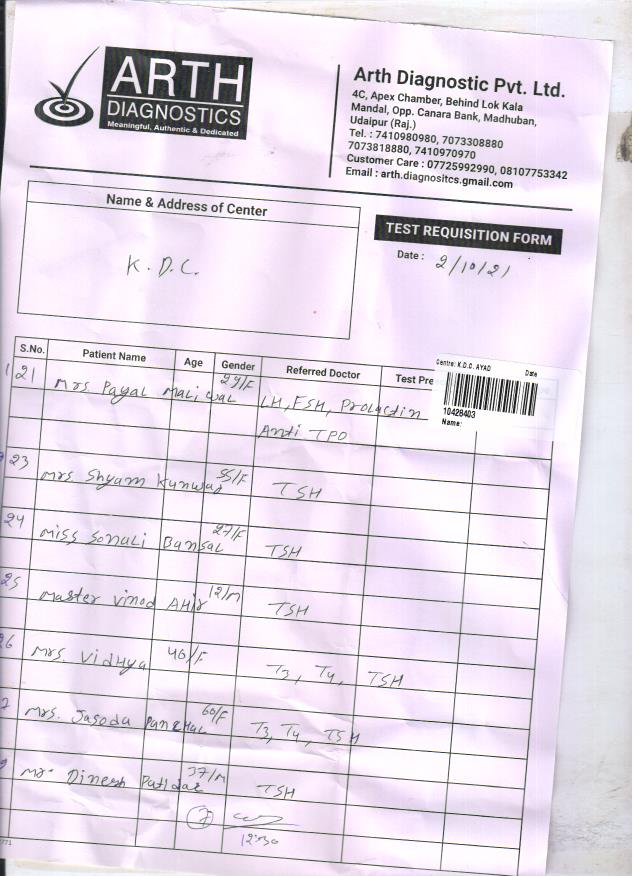 ARTH
DIAGNOSTICS
Meaningful, Authentic & Dedicated
Arth Diagnostic Pvt. Ltd.
4C, Apex Chamber, Behind Lok Kala
Mandal, Opp. Canara Bank, Madhuban,
Udaipur (Raj.)
Tel. : 7410980980, 7073308880
7073818880, 7410970970
Customer Care : 07725992990, 08107753342
Email : arth.diagnositcs.gmail.com
Name & Address of Center
K. D.C.
TEST REQUISITION FORM
Date : 2/10/21
S.No. Patient Name Age Gender Referred Doctor Test Pre
Centre: K.D.C. AYAD Date
10428403
Name:
21 Mrs. Payal Maliwal 29/F LH, FSH, Prolactin
Anti TPO
23 Mrs Shyam Kunwar 55/F TSH
24 Miss Sonali Bansal 27/F TSH
25 Master Vinod AHir 12/M TSH
26 Mrs. Vidhya 40/F T3, T4, TSH
Mrs. Jasoda Panchal 60/F T3, T4, TSH
Mr. Dinesh Patidar 37/M TSH
7
12:30